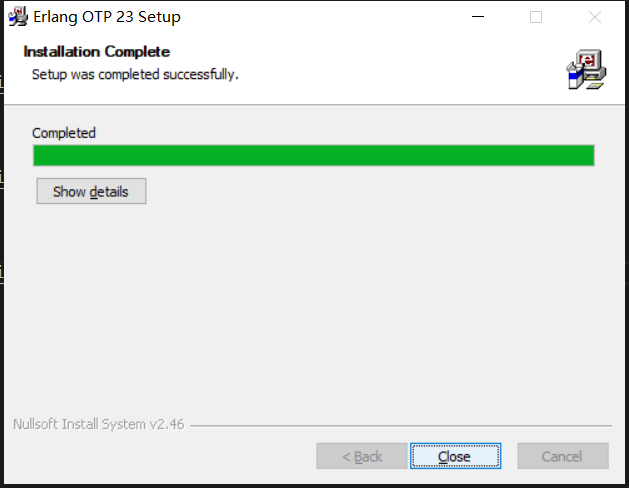 Erlang OTP 23 Setup
Installation Complete
Setup was completed successfully.
Completed
Show details
Nullsoft Install System v2.46
< Back
Close
Cancel